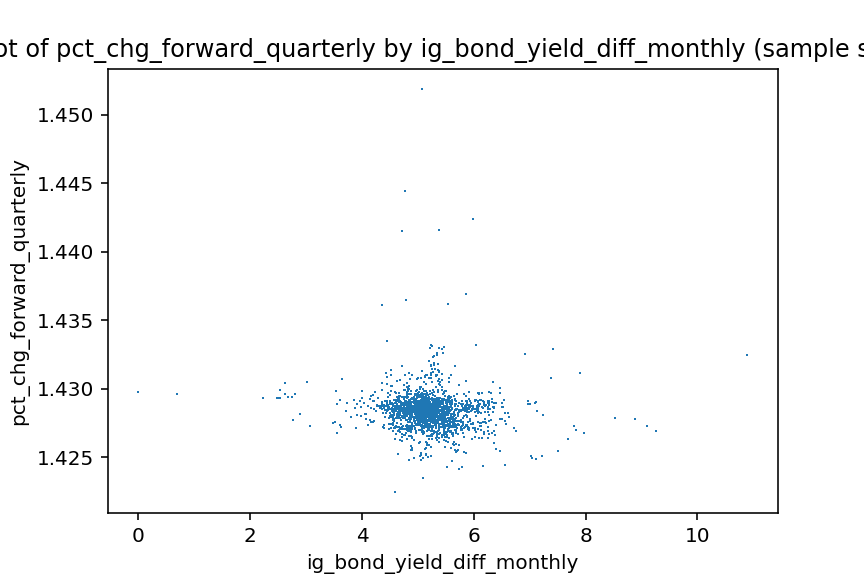 of pct_chg_forward_quarterly by ig_bond_yield_diff_monthly (sample
1.450
1.445
1.440
1.435
1.430
1.425
pct_chg_forward_quarterly
0 2 4 6 8 10
ig_bond_yield_diff_monthly